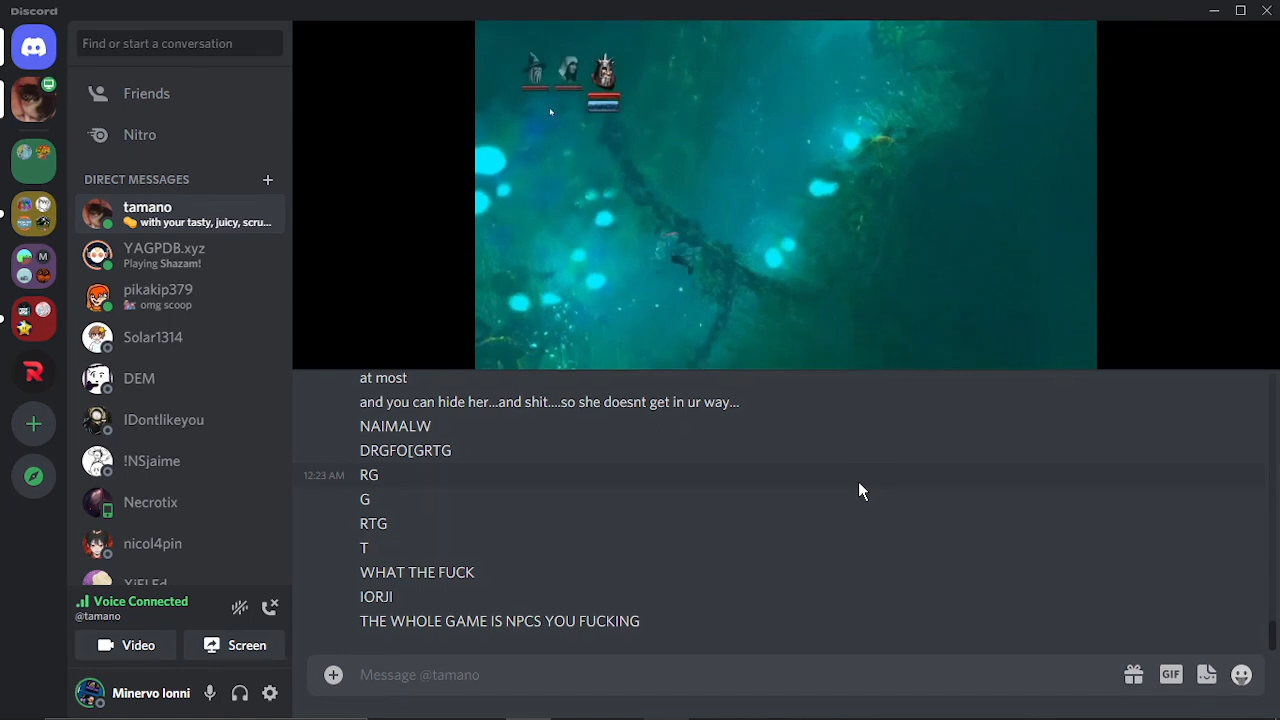 Discord
Find or start a conversation
Friends
Nitro
DIRECT MESSAGES
tamano
with your tasty, juicy, scru...
YAGPDB.xyz
Playing Shazam!
pikakip379
omg scoop
Solar1314
DEM
IDontlikeyou
!NSjaime
Necrotix
nicol4pin
Voice Connected
@tamano
Video
Screen
Minervo Ionni
M
at most
and you can hide her...and shit....so she doesnt get in ur way...
NAIMALW
DRGFO[GRTG
12:23 AM RG
G
RTG
T
WHAT THE FUCK
IORJI
THE WHOLE GAME IS NPCS YOU FUCKING
Message @tamano
GIF